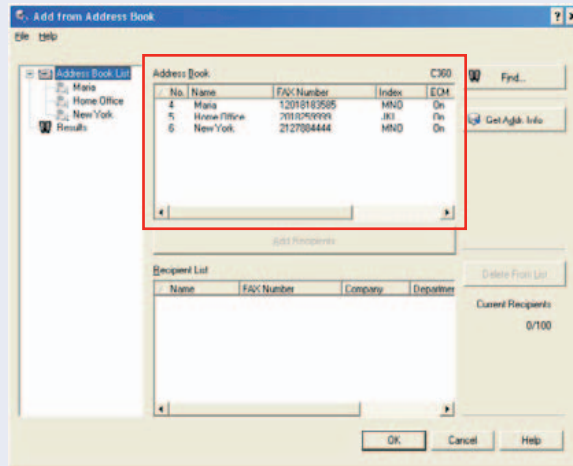 Add from Address Book
File Help
Address Book List
Maria
Home Office
New York
Results
Address Book C360
No. Name FAX Number Index ECM
4 Maria 12018183585 MNO On
5 Home Office 2018259999 JKL On
6 New York 2127884444 MNO On
Find...
Get Add. Info
Add Recipients
Recipient List
Name FAX Number Company Departmen
Delete From List
Current Recipients
0/100
OK Cancel Help